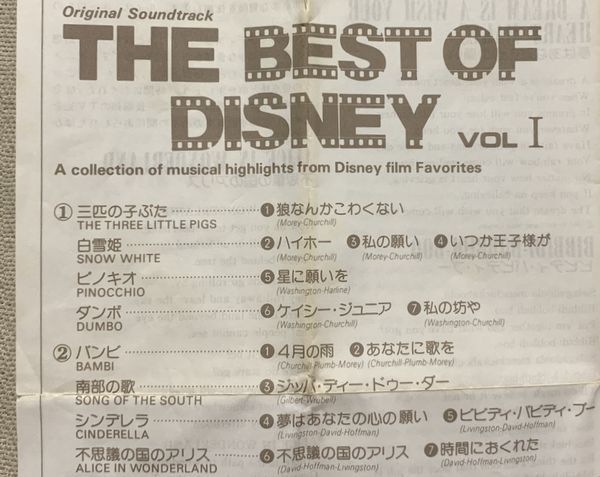 Original Soundtrack
THE BEST OF
DISNEY VOL I
A collection of musical highlights from Disney film Favorites
① 三匹の子ぶた ❶ 狼なんかこわくない
THE THREE LITTLE PIGS (Morey-Churchill)
白雪姫 ❷ ハイホー ❸ 私の願い ❹ いつか王子様が
SNOW WHITE (Morey-Churchill) (Morey-Churchill) (Morey-Churchill)
ピノキオ ❺ 星に願いを
PINOCCHIO (Washington-Harline)
ダンボ ❻ ケイシー・ジュニア ❼ 私の坊や
DUMBO (Washington-Churchill) (Washington-Churchill)
② バンビ ❶ 4月の雨 ❷ あなたに歌を
BAMBI (Churchill-Plumb-Morey) (Churchill-Plumb-Morey)
南部の歌 ❸ ジッパ・ディー・ドゥー・ダー
SONG OF THE SOUTH (Gilbert-Wrubell)
シンデレラ ❹ 夢はあなたの心の願い ❺ ビビディ・バビディ・ブー
CINDERELLA (Livingston-David-Hoffman) (Livingston-David-Hoffman)
不思議の国のアリス ❻ 不思議の国のアリス ❼ 時間におくれた
ALICE IN WONDERLAND (David-Hoffman-Livingston) (David-Hoffman-Livingston)